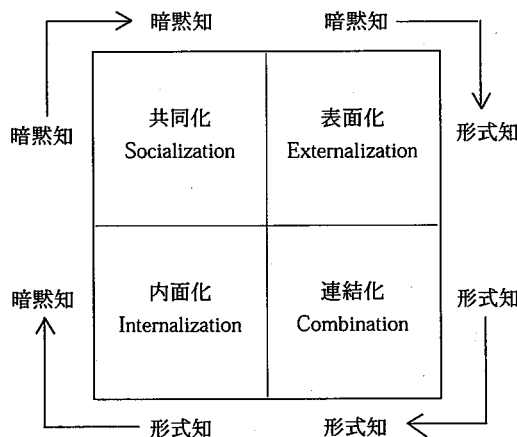 暗黙知
暗黙知
暗黙知
共同化
Socialization
表面化
Externalization
形式知
暗黙知
内面化
Internalization
連結化
Combination
形式知
形式知
形式知